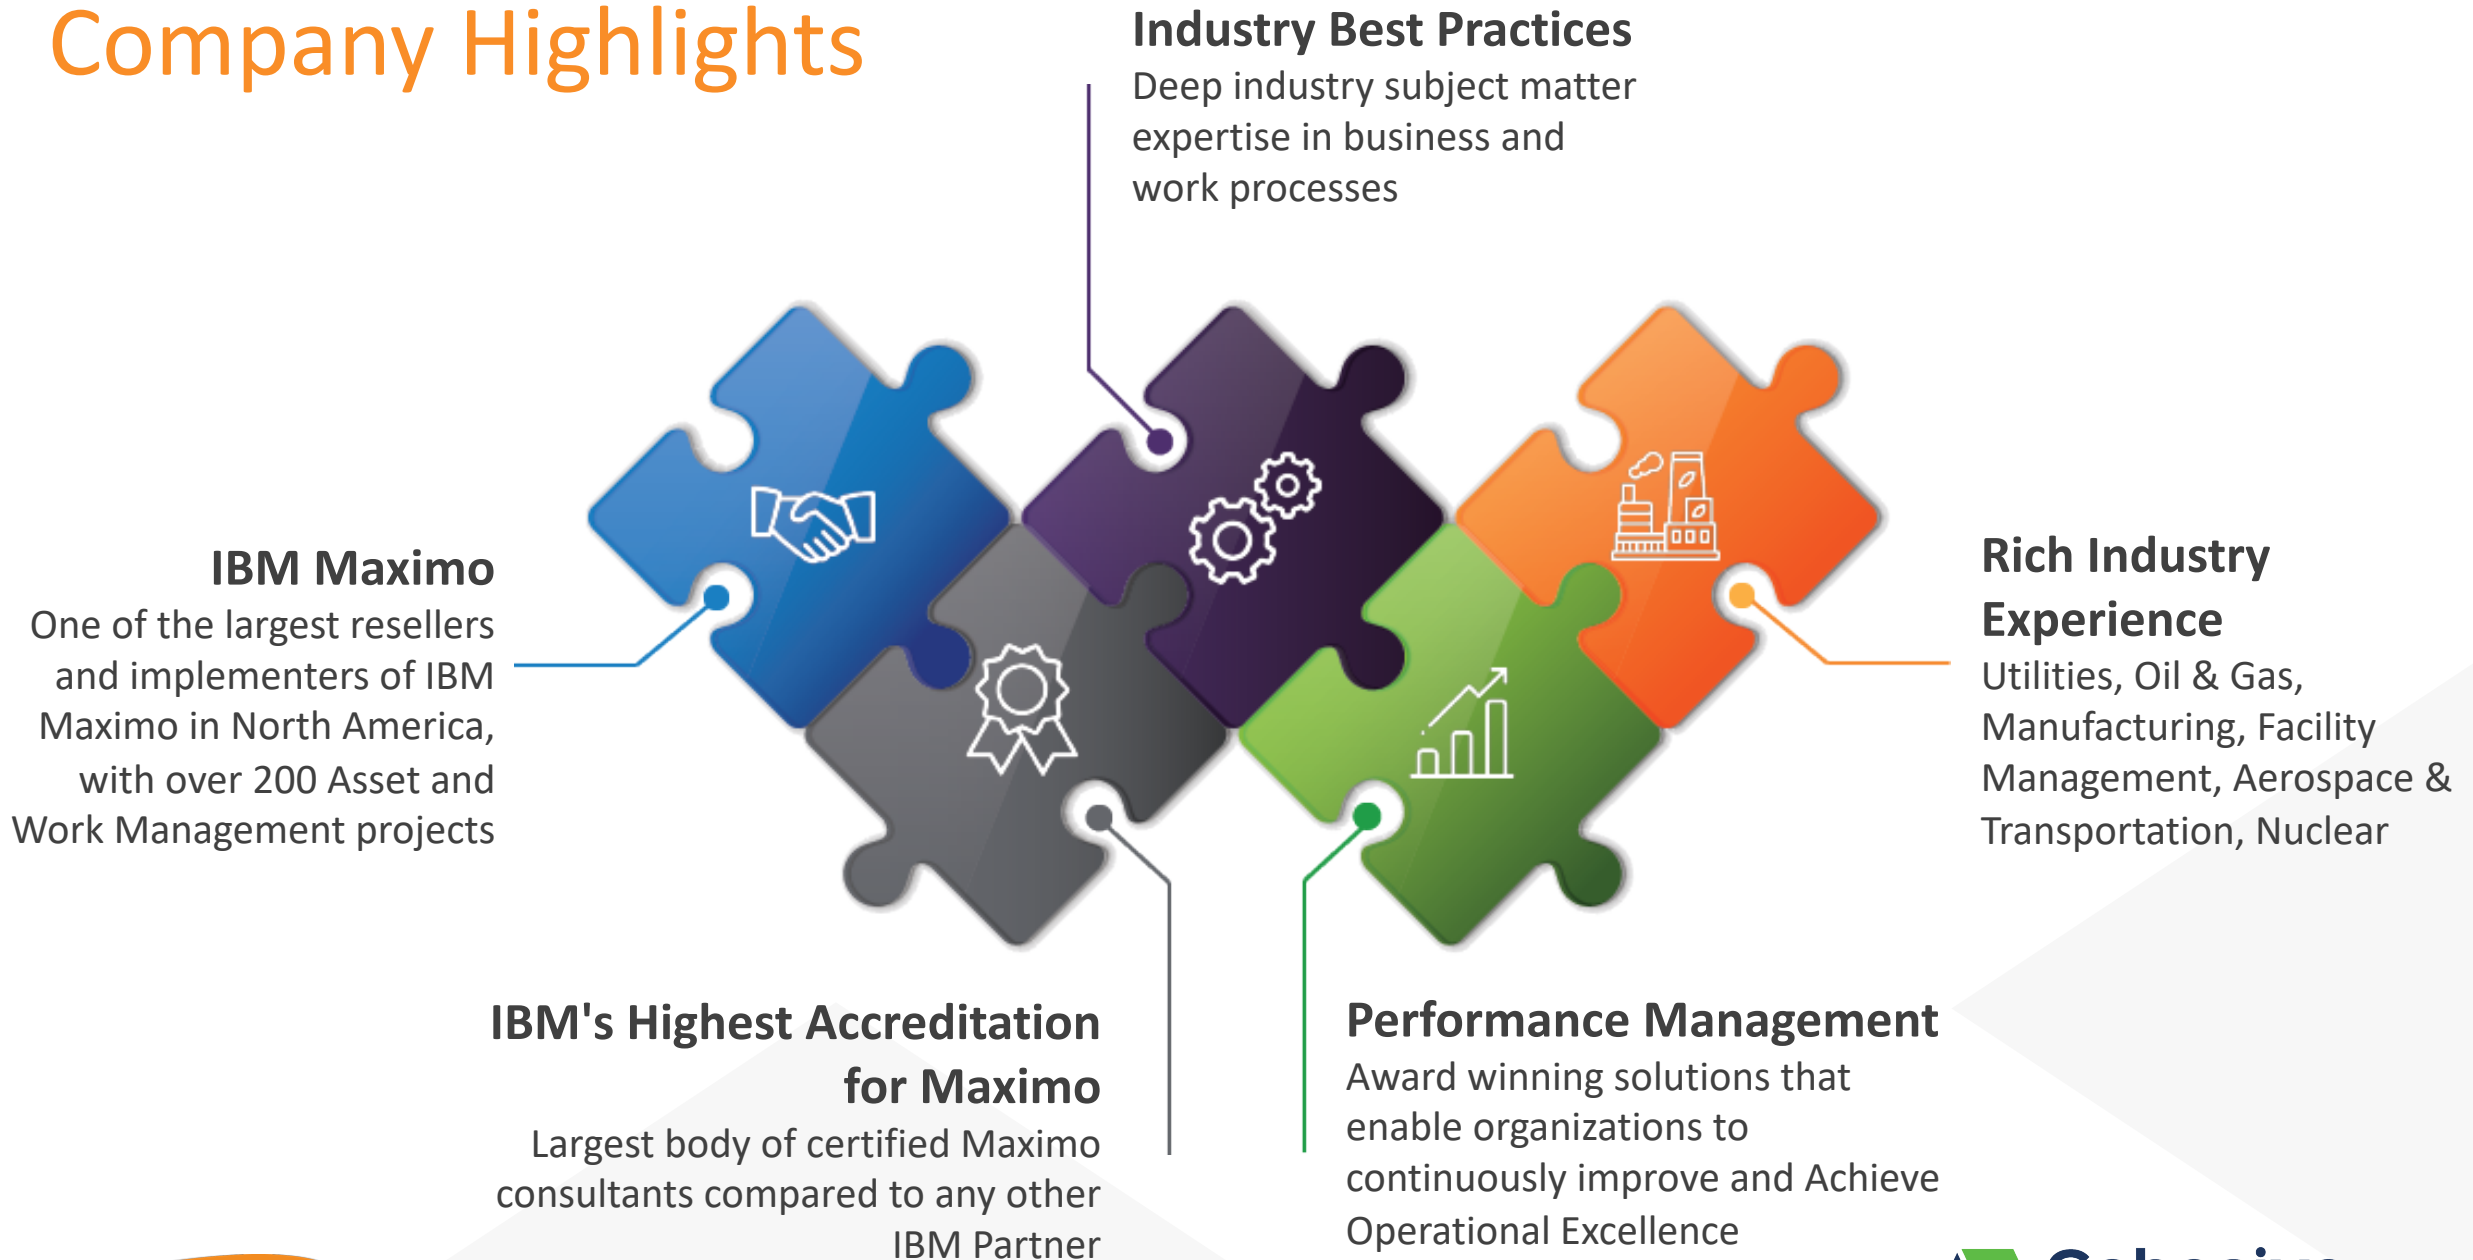 Company Highlights
Industry Best Practices
Deep industry subject matter
expertise in business and
work processes
IBM Maximo
One of the largest resellers
and implementers of IBM
Maximo in North America,
with over 200 Asset and
Work Management projects
Rich Industry
Experience
Utilities, Oil & Gas,
Manufacturing, Facility
Management, Aerospace &
Transportation, Nuclear
IBM's Highest Accreditation
for Maximo
Largest body of certified Maximo
consultants compared to any other
IBM Partner
Performance Management
Award winning solutions that
enable organizations to
continuously improve and Achieve
Operational Excellence